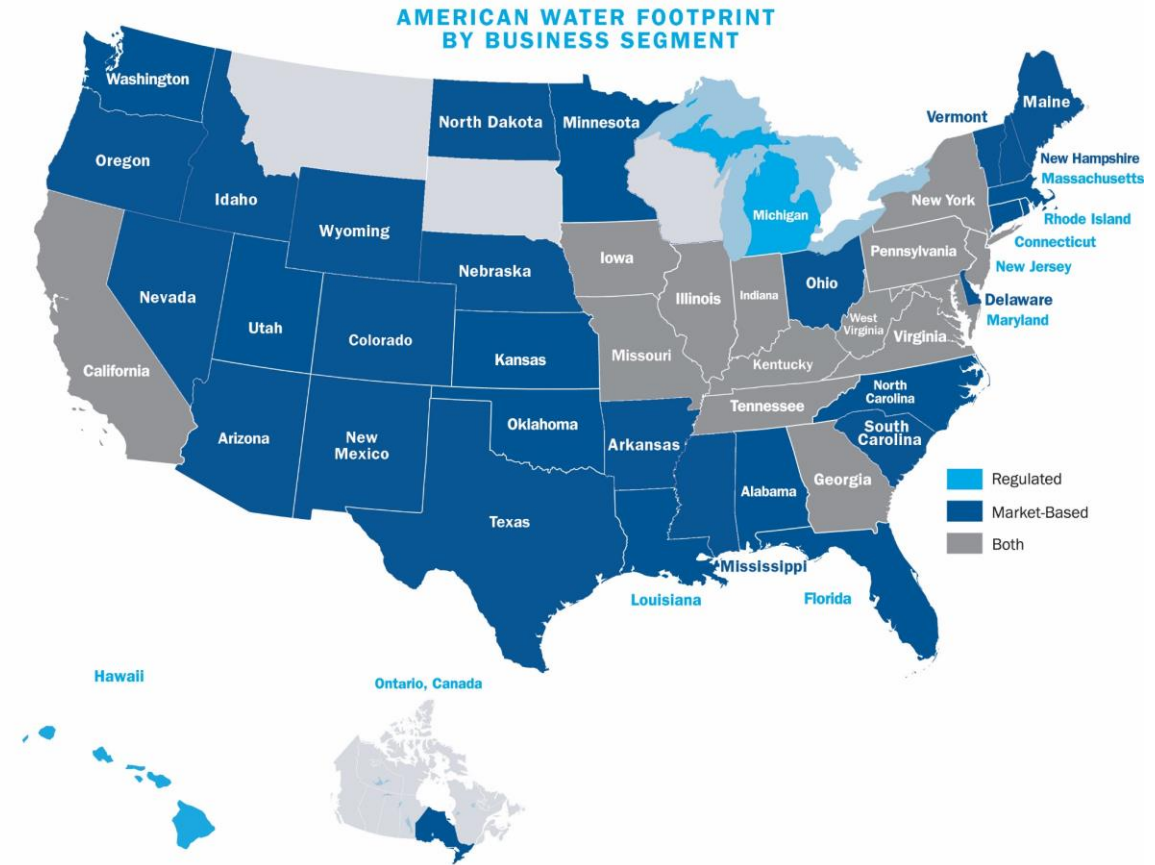 AMERICAN WATER FOOTPRINT
BY BUSINESS SEGMENT
Washington
North Dakota
Minnesota
Maine
Vermont
Oregon
New Hampshire
Massachusetts
Idaho
New York
Michigan
Rhode Island
Wyoming
Connecticut
Pennsylvania
Iowa
New Jersey
Nebraska
Ohio
Nevada
Illinois
Indiana
Delaware
Maryland
Utah
West
Virginia
Virginia
Colorado
Kansas
Missouri
Kentucky
California
North
Carolina
Tennessee
Oklahoma
South
Carolina
Arizona
New
Mexico
Arkansas
Georgia
Regulated
Alabama
Market-Based
Texas
Both
Mississippi
Louisiana
Florida
Hawaii
Ontario, Canada